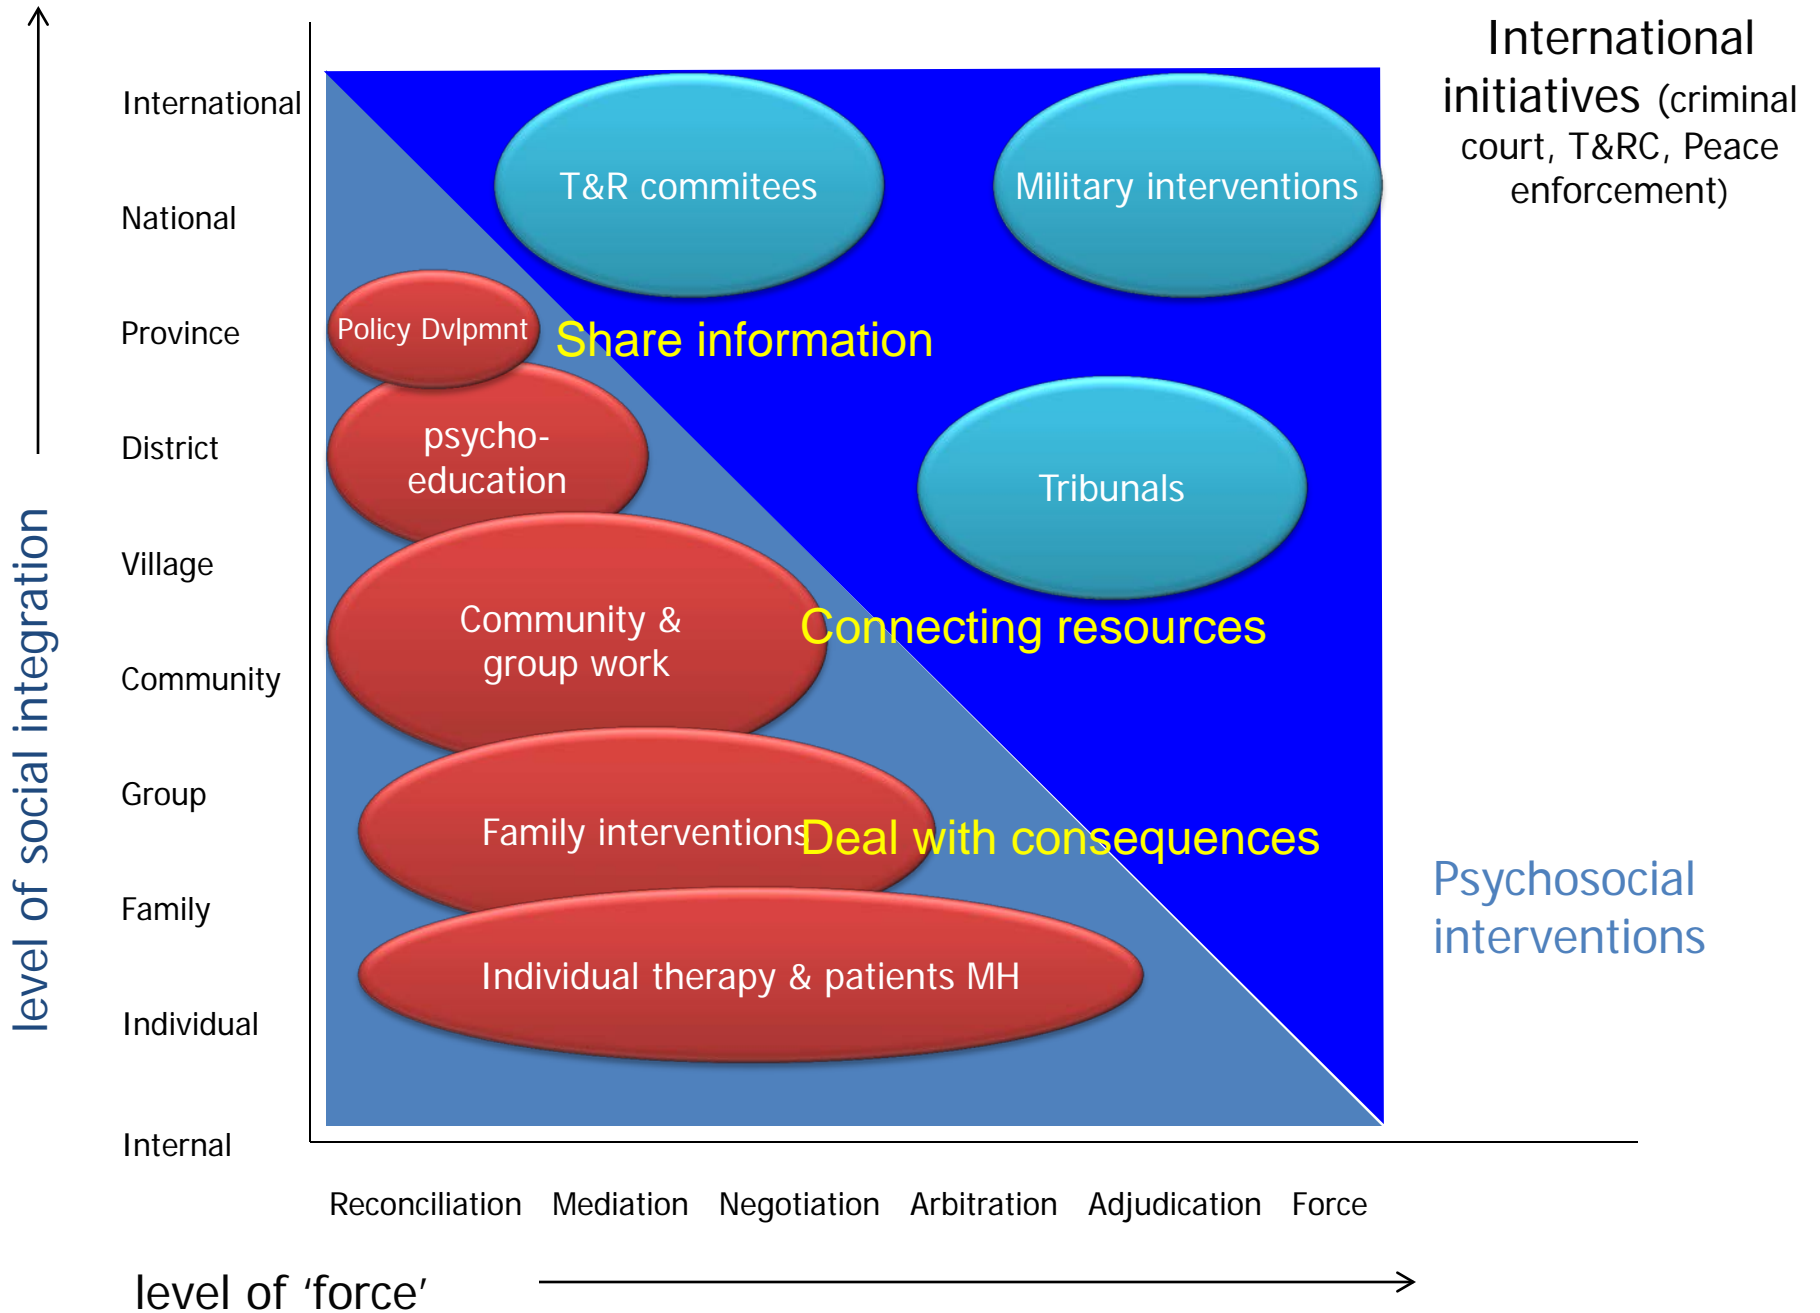 International
initiatives (criminal
court, T&RC, Peace
enforcement)
International
National
Province
District
Village
Community
Group
Family
Individual
Internal
level of social integration
T&R commitees
Military interventions
Policy Dvlpmnt
Share information
psycho-
education
Tribunals
Community &
group work
Connecting resources
Family interventions
Deal with consequences
Individual therapy & patients MH
Psychosocial
interventions
Reconciliation Mediation Negotiation Arbitration Adjudication Force
level of ‘force’